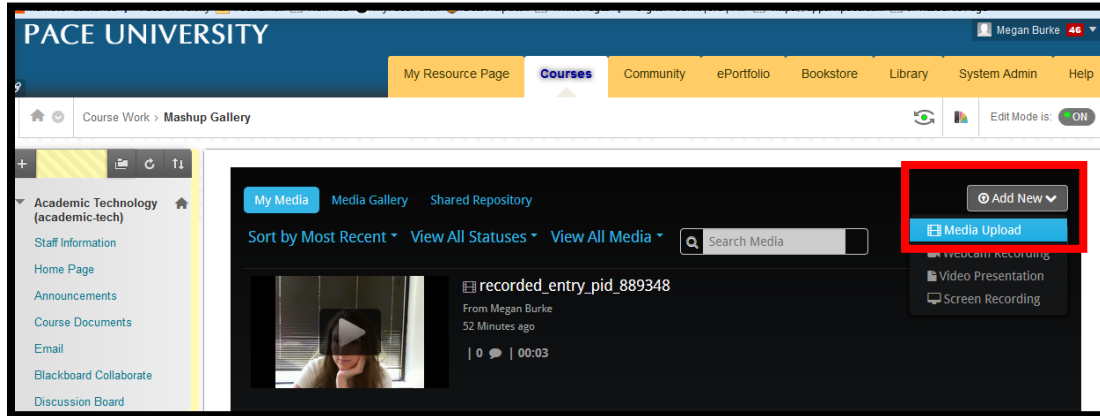 PACE UNIVERSITY
Megan Burke 46
My Resource Page Courses Community ePortfolio Bookstore Library System Admin Help
Course Work > Mashup Gallery
Edit Mode is: ON
Academic Technology
(academic-tech)
Staff Information
Home Page
Announcements
Course Documents
Email
Blackboard Collaborate
Discussion Board
My Media Media Gallery Shared Repository
Add New
Sort by Most Recent View All Statuses View All Media Search Media
Media Upload
Webcam Recording
Video Presentation
Screen Recording
recorded_entry_pid_889348
From Megan Burke
52 Minutes ago
| 0 | 00:03